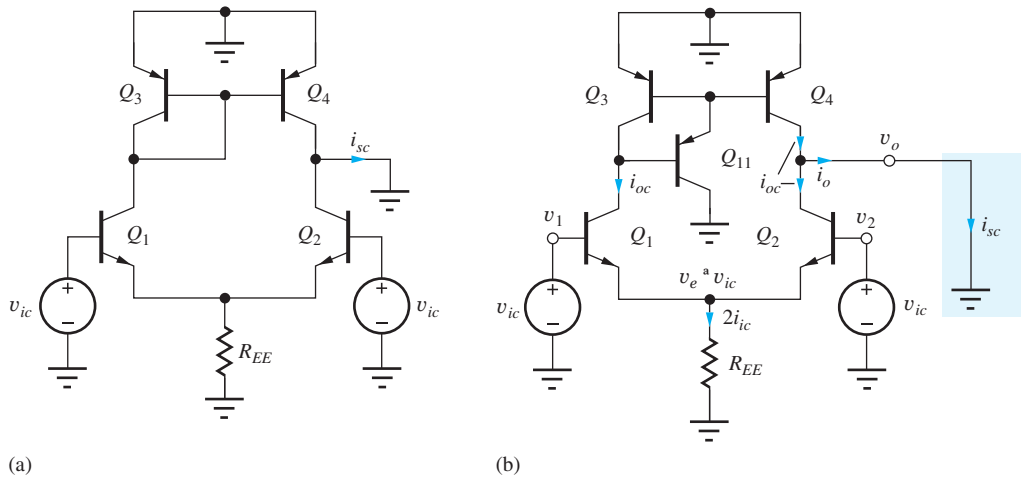 Q3
Q4
isc
Q1
Q2
vic
vic
REE
(a)
Q3
Q4
Q11
vo
ioc
ioc
io
v1
v2
Q1
Q2
isc
ve a vic
vic
vic
2iic
REE
(b)